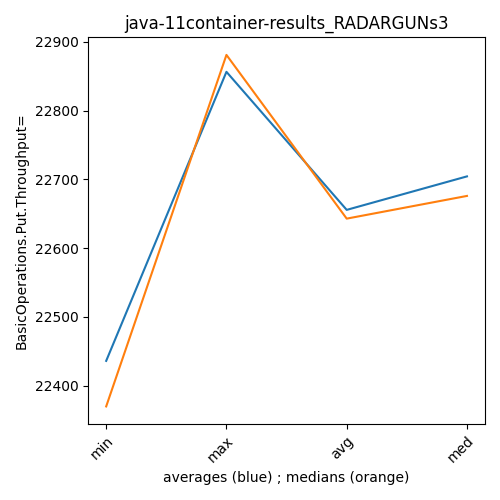 java-11container-results_RADARGUNs3
BasicOperations.Put.Throughput=
22900
22800
22700
22600
22500
22400
min
max
avg
med
averages (blue) ; medians (orange)